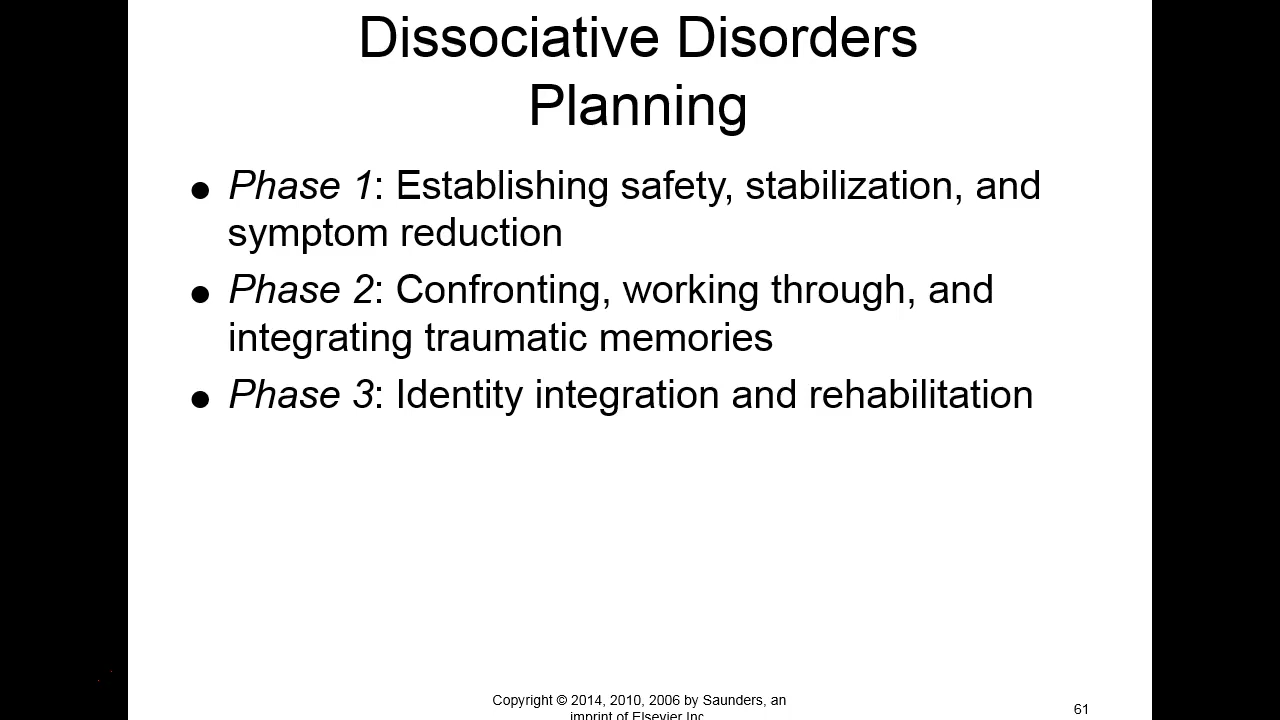 Dissociative Disorders
Planning
● Phase 1: Establishing safety, stabilization, and
symptom reduction
● Phase 2: Confronting, working through, and
integrating traumatic memories
● Phase 3: Identity integration and rehabilitation
Copyright © 2014, 2010, 2006 by Saunders, an
imprint of Elsevier Inc
61